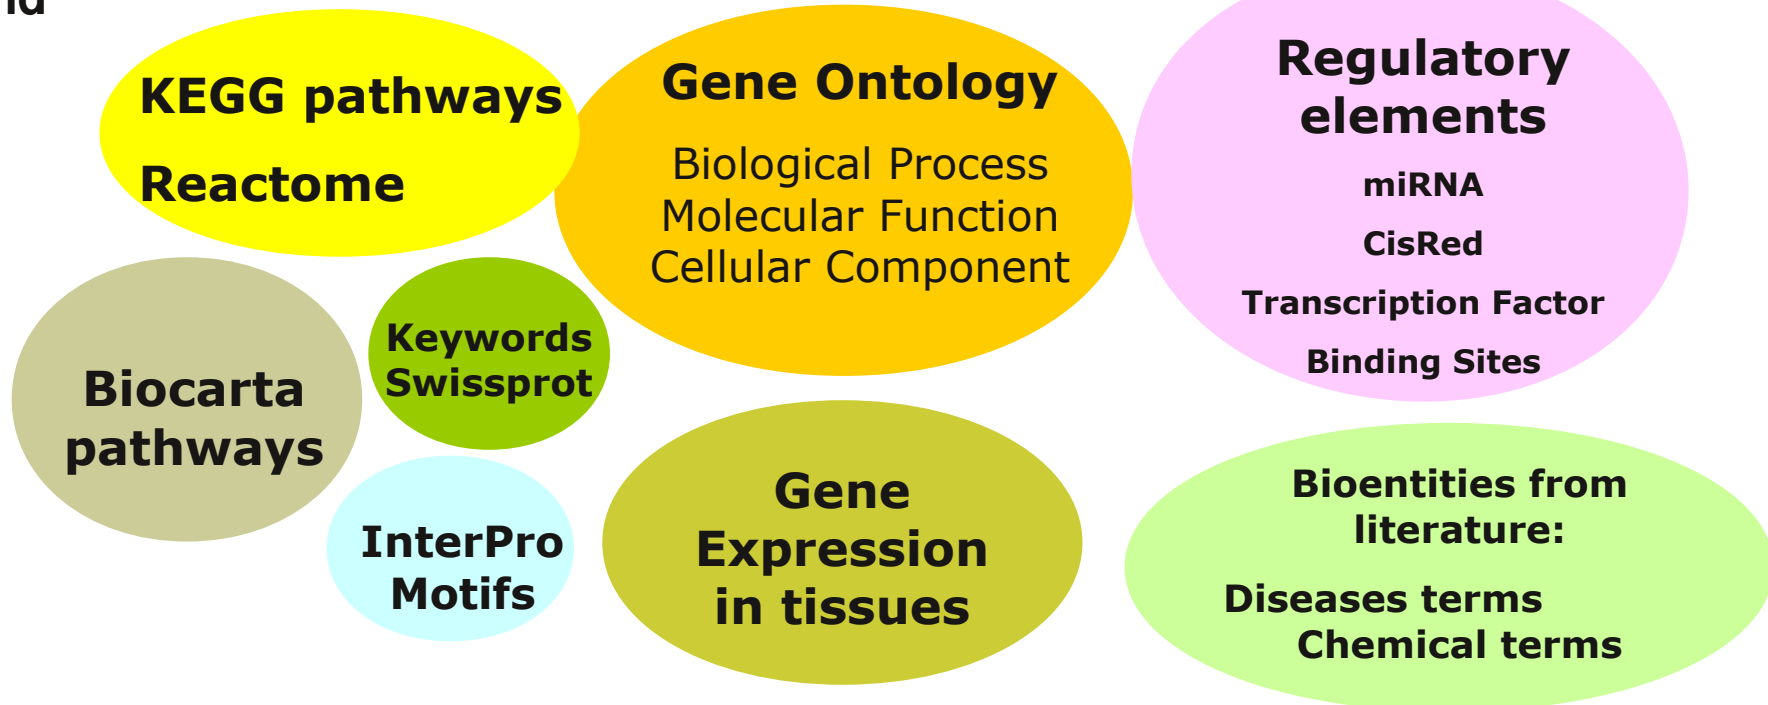 KEGG pathways
Reactome
Gene Ontology
Biological Process
Molecular Function
Cellular Component
Regulatory
elements
miRNA
CisRed
Transcription Factor
Binding Sites
Biocarta
pathways
Keywords
Swissprot
InterPro
Motifs
Gene
Expression
in tissues
Bioentities from
literature:
Diseases terms
Chemical terms